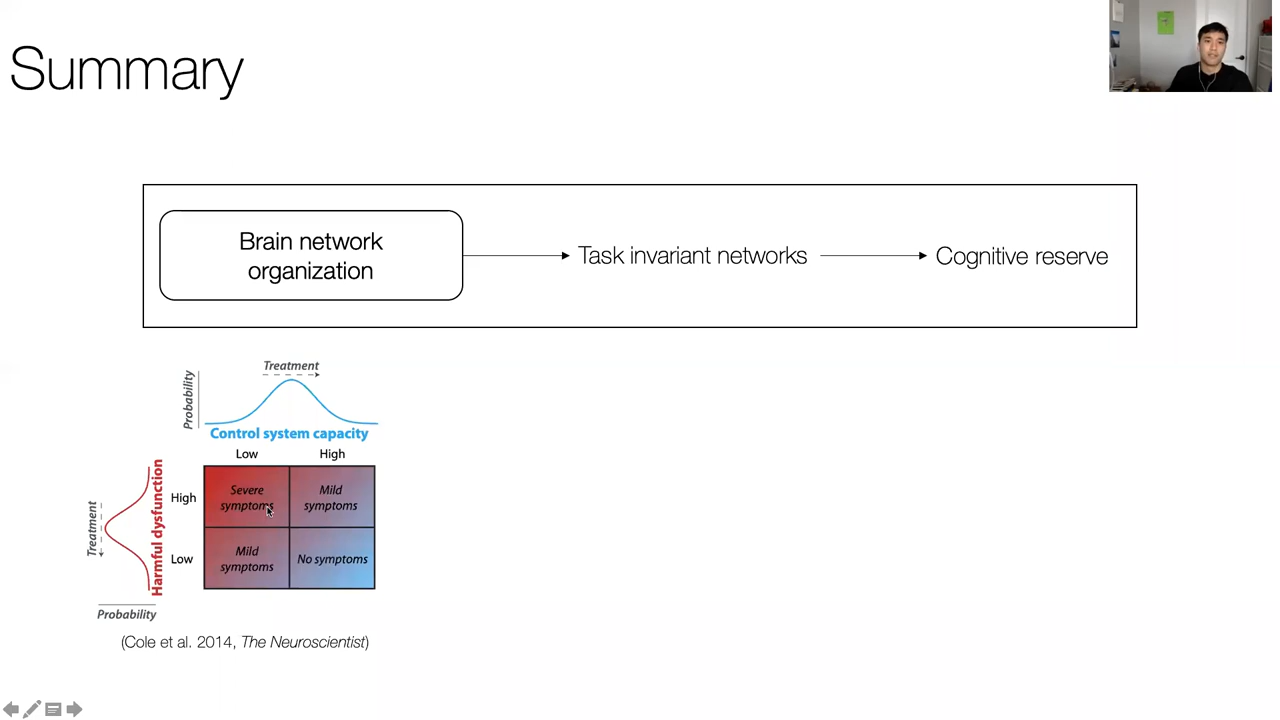 Summary
Brain network
organization
Task invariant networks
Cognitive reserve
Treatment
Probability
Control system capacity
Low
High
Treatment
Harmful dysfunction
High
Low
Severe
symptoms
Mild
symptoms
Mild
symptoms
No symptoms
Probability
(Cole et al. 2014, The Neuroscientist)